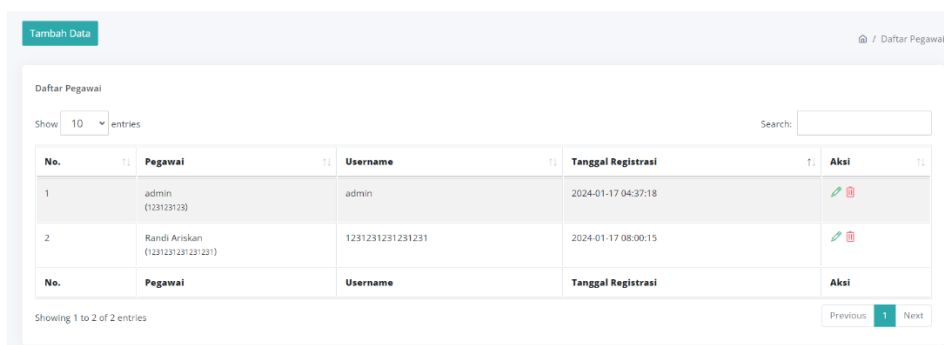 Tambah Data
/ Daftar Pegawai
Daftar Pegawai
Show 10 entries
Search:
No. Pegawai Username Tanggal Registrasi Aksi
1 admin admin 2024-01-17 04:37:18
(123123123)
2 Randi Ariskan 1231231231231231 2024-01-17 08:00:15
(1231231231231231)
No. Pegawai Username Tanggal Registrasi Aksi
Showing 1 to 2 of 2 entries
Previous 1 Next